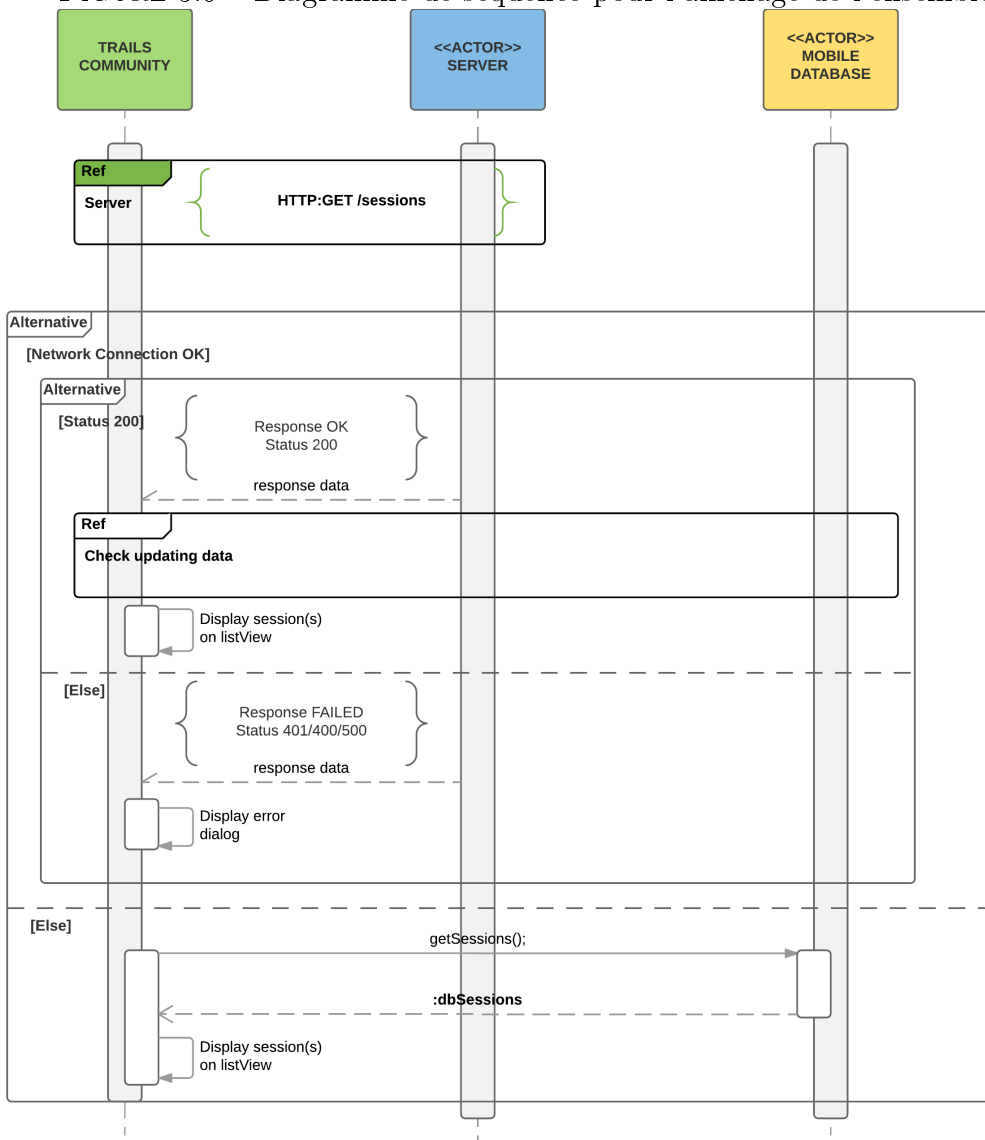 TRAILS
COMMUNITY
<<ACTOR>>
SERVER
<<ACTOR>>
MOBILE
DATABASE
Ref
Server
HTTP:GET /sessions
Alternative
[Network Connection OK]
Alternative
[Status 200]
Response OK
Status 200
response data
Ref
Check updating data
Display session(s)
on listView
[Else]
Response FAILED
Status 401/400/500
response data
Display error
dialog
[Else]
getSessions();
:dbSessions
Display session(s)
on listView